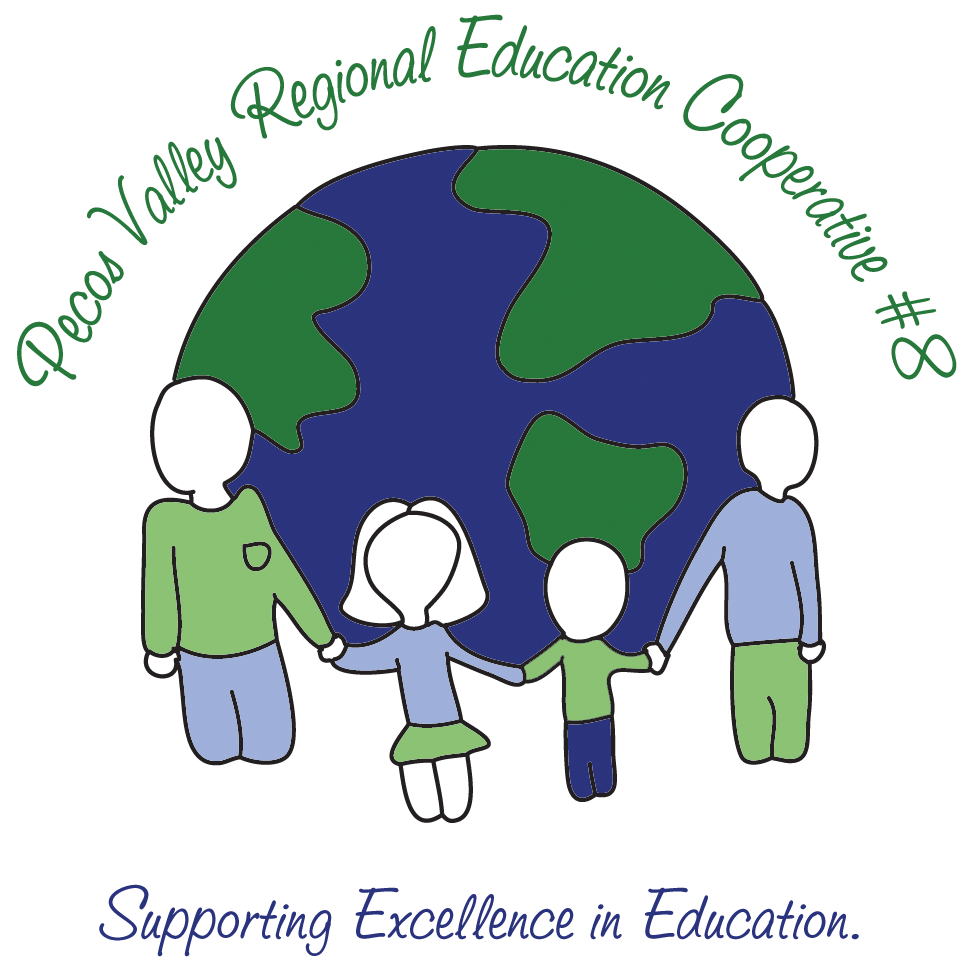 Pecos Valley Regional Education Cooperative #8
Supporting Excellence in Education.